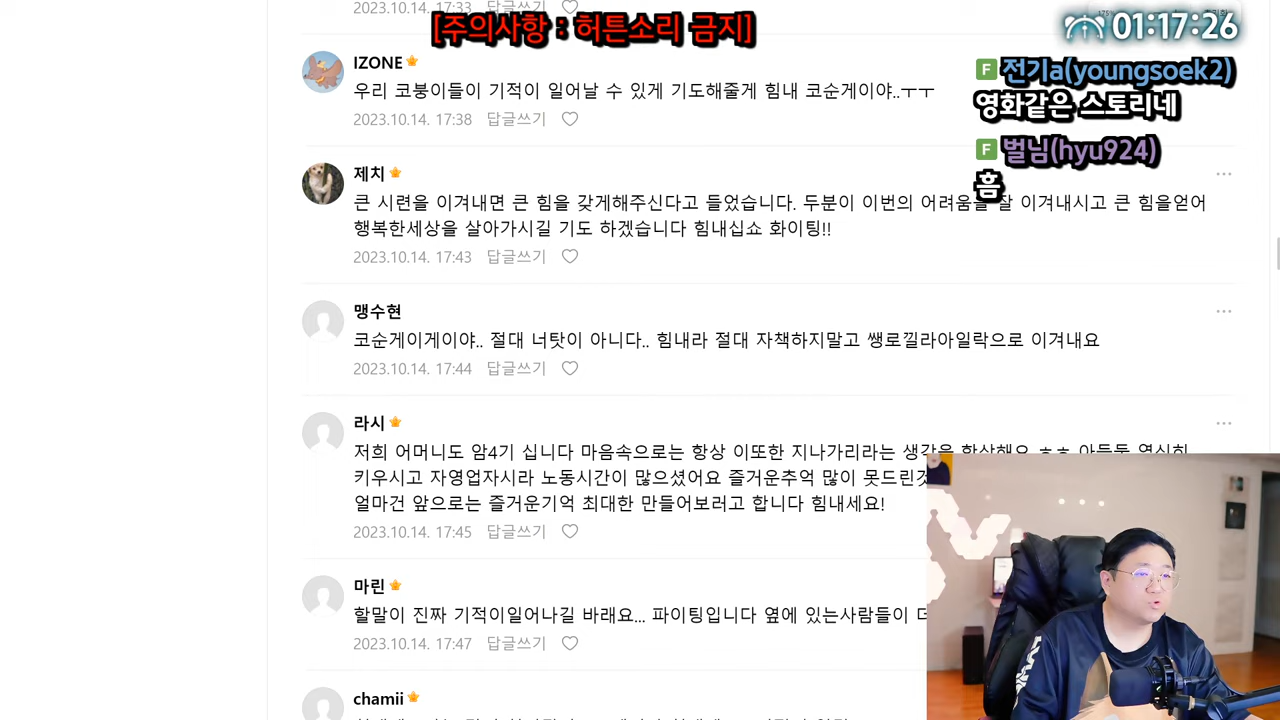 2023.10.14. 17:33 답글쓰기
[주의사항 : 허튼소리 금지]
01:17:26
IZONE
우리 코붕이들이 기적이 일어날 수 있게 기도해줄게 힘내 코순게이야..ㅜㅜ
2023.10.14. 17:38 답글쓰기
F 전기a(youngsoek2)
영화같은 스토리네
F 벌님(hyu924)
흠
제치
큰 시련을 이겨내면 큰 힘을 갖게해주신다고 들었습니다. 두분이 이번의 어려움을 잘 이겨내시고 큰 힘을얻어
행복한세상을 살아가시길 기도 하겠습니다 힘내십쇼 화이팅!!
2023.10.14. 17:43 답글쓰기
맹수현
코순게이게이야.. 절대 너탓이 아니다.. 힘내라 절대 자책하지말고 쌩로낄라아일락으로 이겨내요
2023.10.14. 17:44 답글쓰기
라시
저희 어머니도 암4기 십니다 마음속으로는 항상 이또한 지나가리라는 생각을
키우시고 자영업자시라 노동시간이 많으셨어요 즐거운추억 많이 못드린것
얼마건 앞으로는 즐거운기억 최대한 만들어보러고 합니다 힘내세요!
2023.10.14. 17:45 답글쓰기
마린
할말이 진짜 기적이일어나길 바래요... 파이팅입니다 옆에 있는사람들이
2023.10.14. 17:47 답글쓰기
chamii